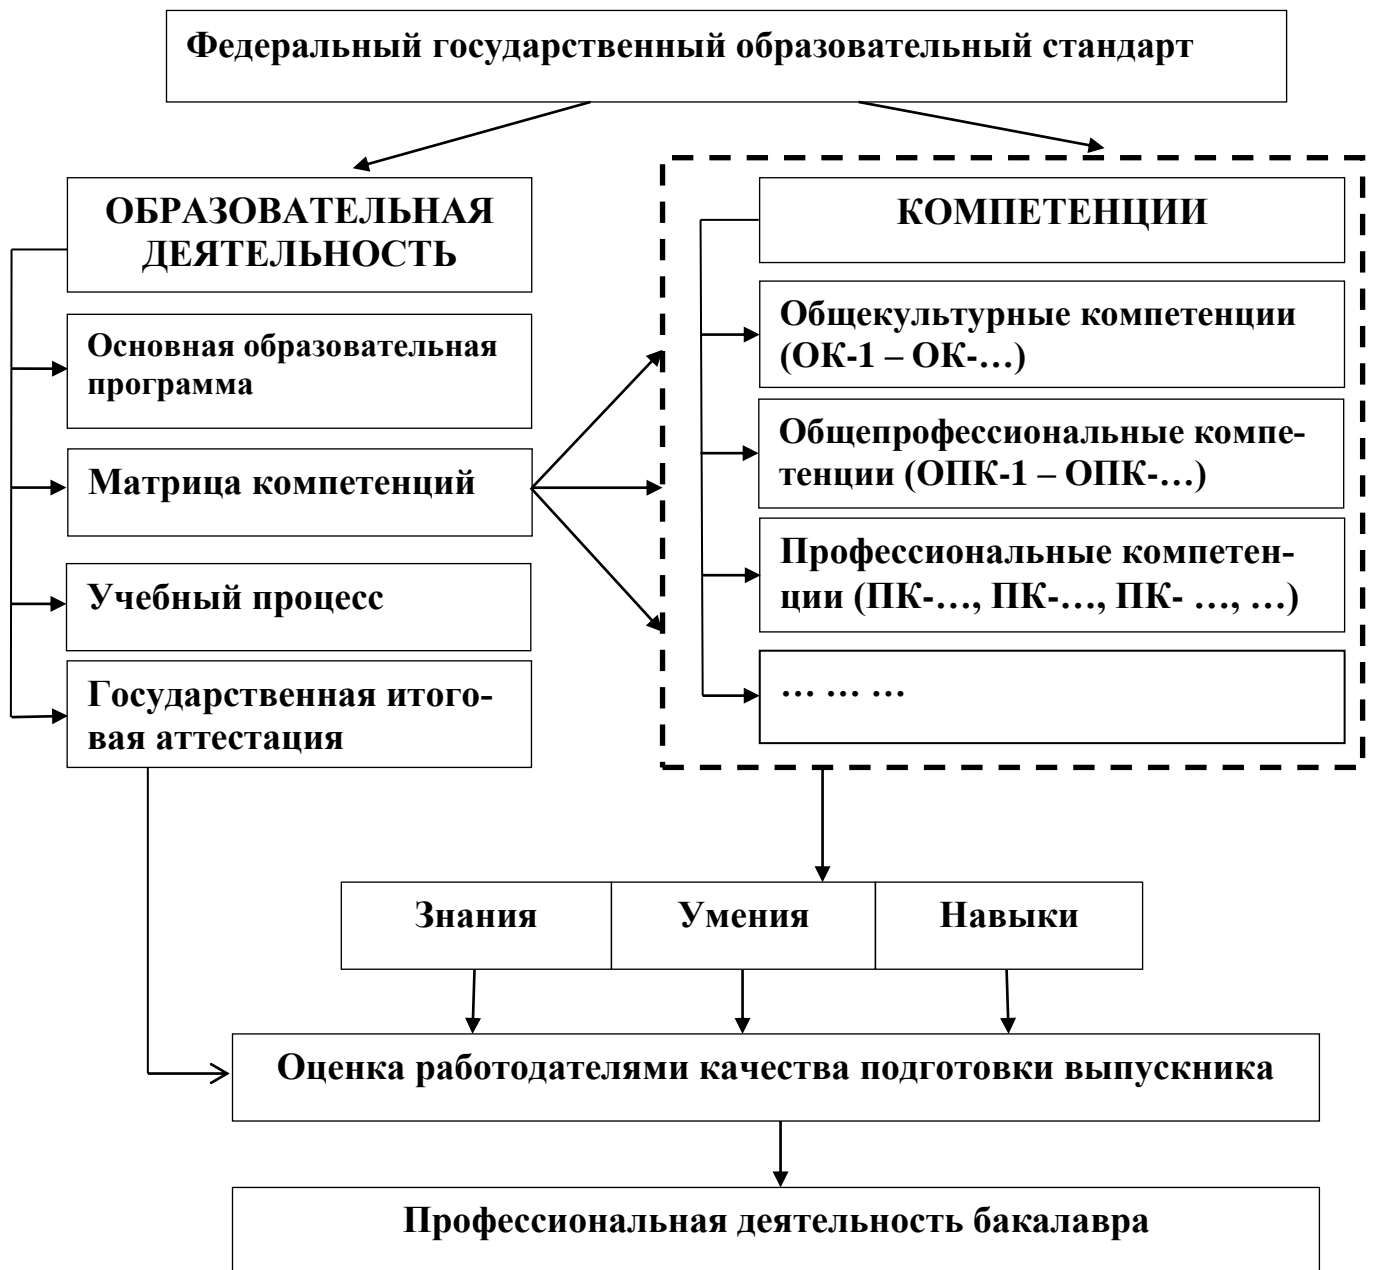 Федеральный государственный образовательный стандарт
ОБРАЗОВАТЕЛЬНАЯ
ДЕЯТЕЛЬНОСТЬ
Основная образовательная
программа
Матрица компетенций
Учебный процесс
Государственная итого-
вая аттестация
КОМПЕТЕНЦИИ
Общекультурные компетенции
(ОК-1 – ОК-…)
Общепрофессиональные компе-
тенции (ОПК-1 – ОПК-…)
Профессиональные компетен-
ции (ПК-…, ПК-…, ПК- …, …)
… … …
Знания
Умения
Навыки
Оценка работодателями качества подготовки выпускника
Профессиональная деятельность бакалавра